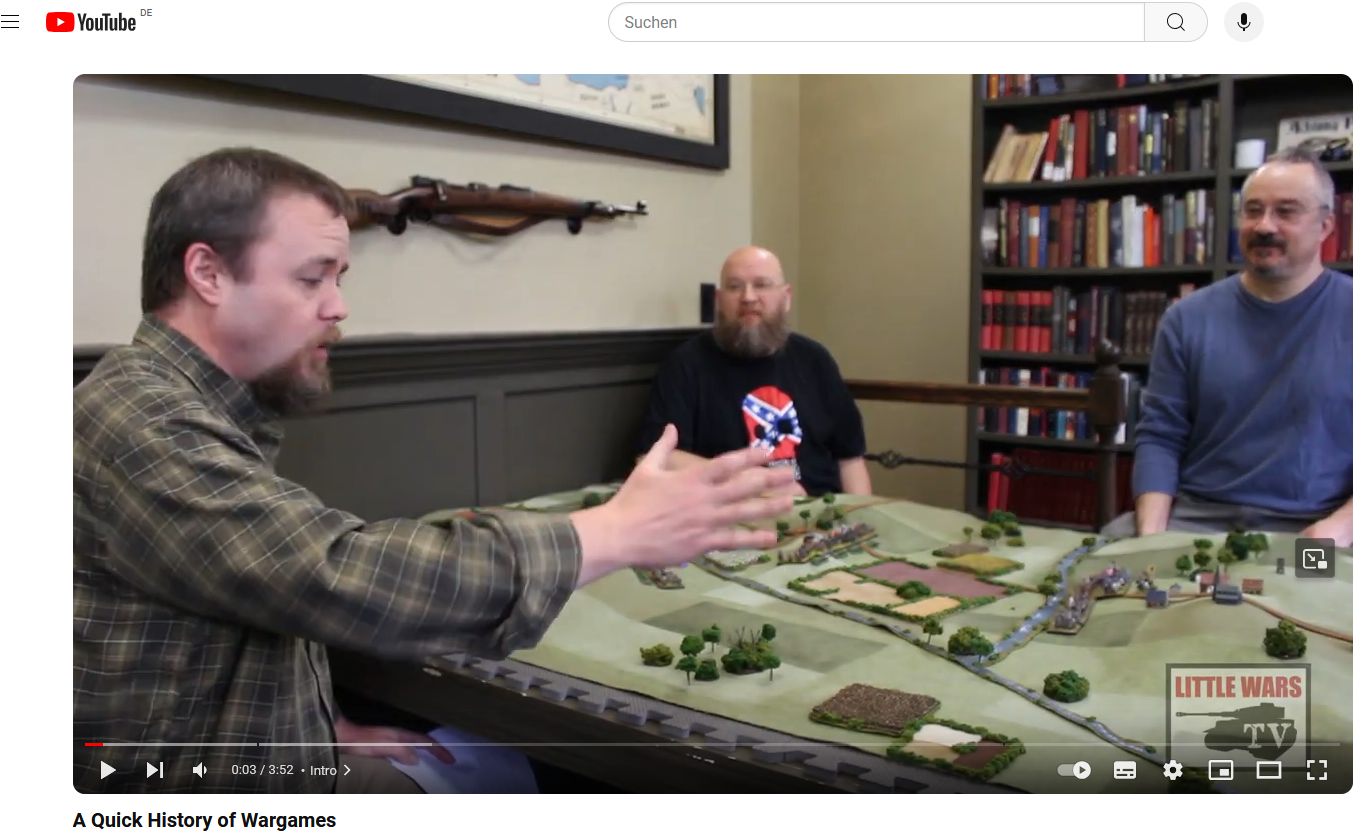 YouTube DE
Suchen
LITTLE WARS
TV
0:03 / 3:52 • Intro
A Quick History of Wargames